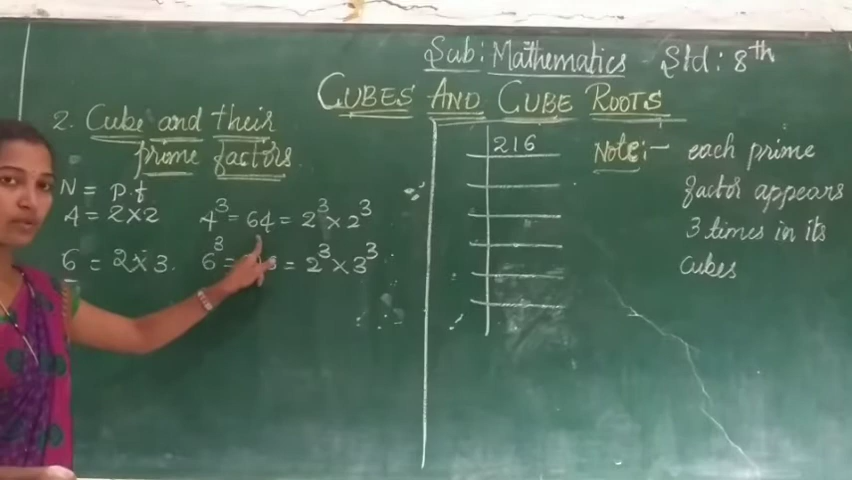 Sub: Mathematics - Std: 8th
CUBES AND CUBE ROOTS
2. Cube and their
prime factors
N = P.f
4 = 2×2 4³ = 64 = 2³ × 2³
6 = 2×3. 6³ = = 2³ × 3³
216
Note:- each prime
factor appears
3 times in its
cubes